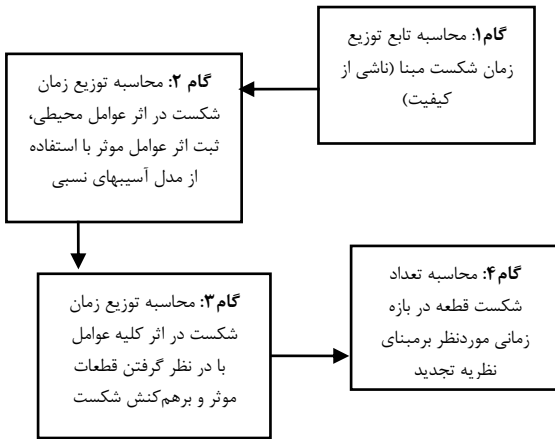 گام۱: محاسبه تابع توزیع
زمان شکست مبنا (ناشی از
کیفیت)
گام ۲: محاسبه توزیع زمان
شکست در اثر عوامل محیطی،
ثبت اثر عوامل موثر با استفاده
از مدل آسیبهای نسبی
گام۳: محاسبه توزیع زمان
شکست در اثر کلیه عوامل
با در نظر گرفتن قطعات
موثر و برهم‌کنش شکست
گام۴: محاسبه تعداد
شکست قطعه در بازه
زمانی موردنظر برمبنای
نظریه تجدید